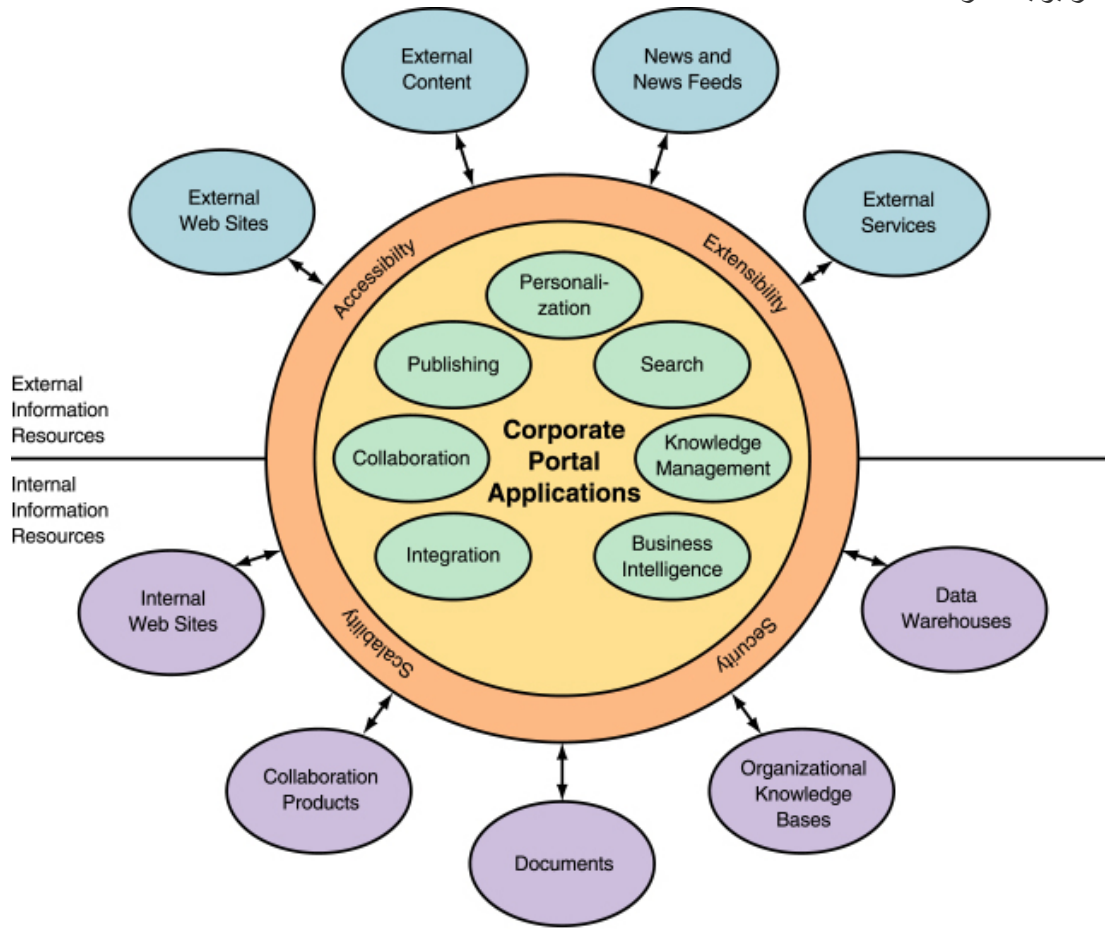 External
Content
News and
News Feeds
External
Web Sites
External
Services
Accessibilty
Extensibility
Personali-
zation
Publishing
Search
External
Information
Resources
Corporate
Portal
Applications
Collaboration
Knowledge
Management
Internal
Information
Resources
Integration
Business
Intelligence
Internal
Web Sites
Data
Warehouses
Scalability
Security
Collaboration
Products
Organizational
Knowledge
Bases
Documents